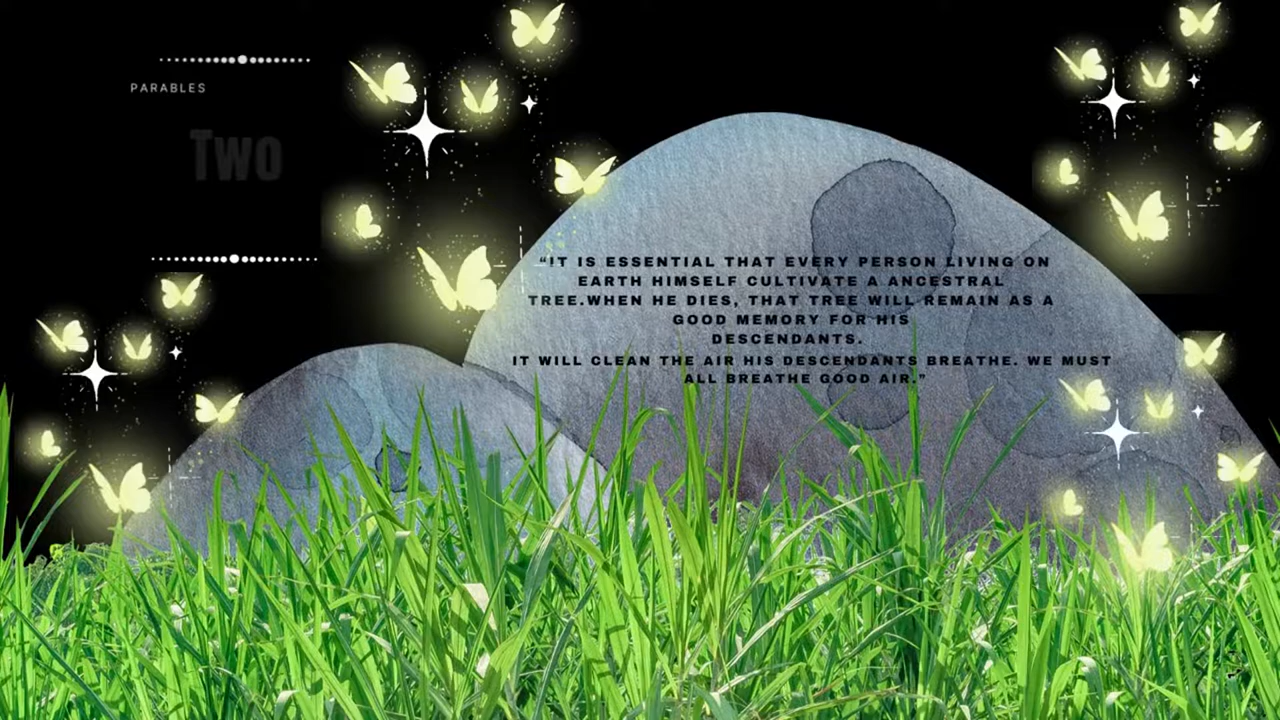 PARABLES
Two
“IT IS ESSENTIAL THAT EVERY PERSON LIVING ON
EARTH HIMSELF CULTIVATE A ANCESTRAL
TREE.WHEN HE DIES, THAT TREE WILL REMAIN AS A
GOOD MEMORY FOR HIS
DESCENDANTS.
IT WILL CLEAN THE AIR HIS DESCENDANTS BREATHE. WE MUST
ALL BREATHE GOOD AIR.”